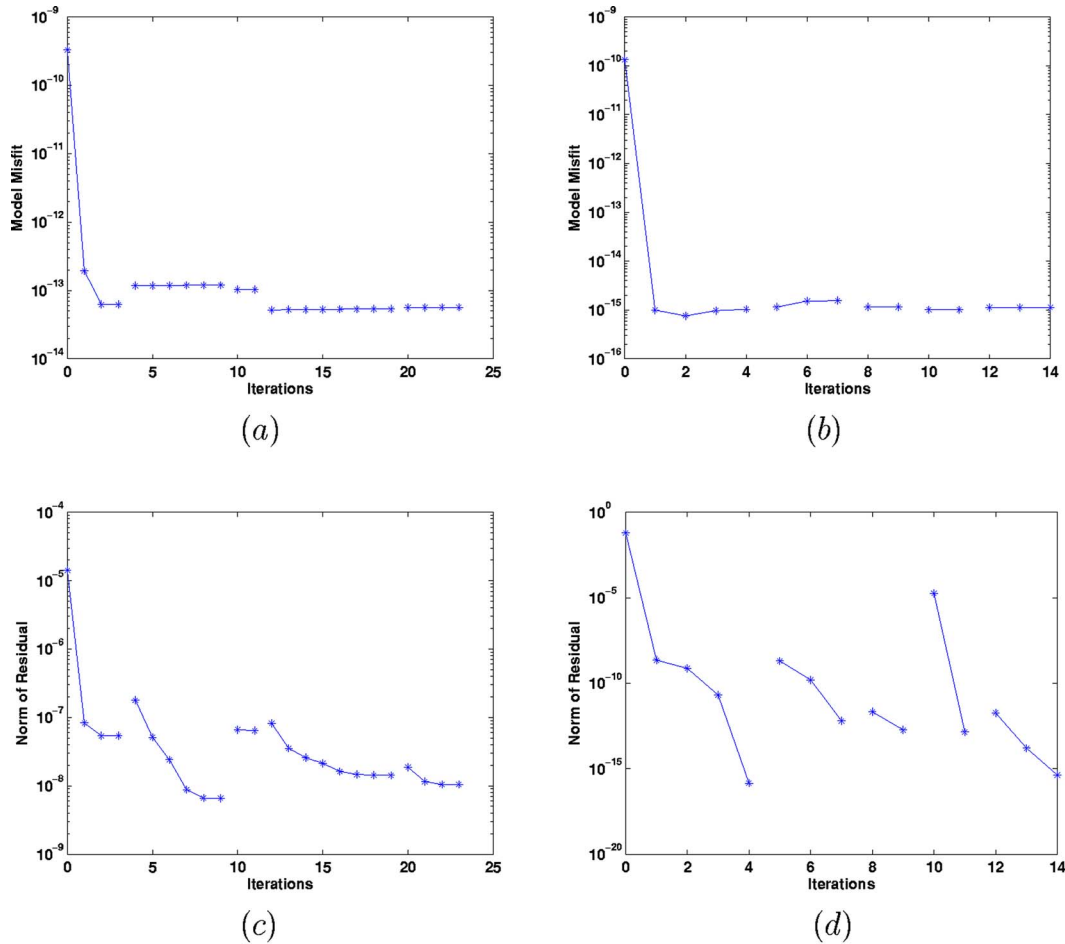 10^-9
10^-10
10^-11
10^-12
10^-13
10^-14
Model Misfit
0 5 10 15 20 25
Iterations
(a)
10^-9
10^-10
10^-11
10^-12
10^-13
10^-14
10^-15
10^-16
Model Misfit
0 2 4 6 8 10 12 14
Iterations
(b)
10^-4
10^-5
10^-6
10^-7
10^-8
10^-9
Norm of Residual
0 5 10 15 20 25
Iterations
(c)
10^0
10^-5
10^-10
10^-15
10^-20
Norm of Residual
0 2 4 6 8 10 12 14
Iterations
(d)